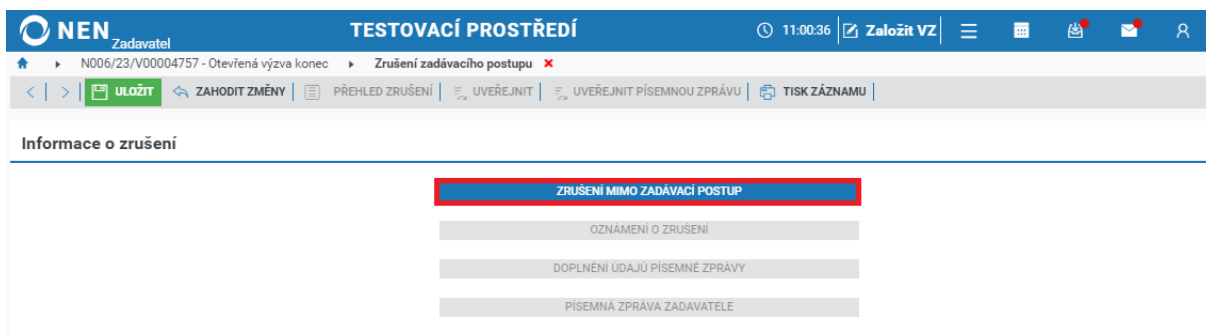 NEN Zadavatel TESTOVACÍ PROSTŘEDÍ 11:00:36 Založit VZ
N006/23/V00004757 - Otevřená výzva konec Zrušení zadávacího postupu
ULOŽIT ZAHODIT ZMĚNY PŘEHLED ZRUŠENÍ UVEŘEJNIT UVEŘEJNIT PÍSEMNOU ZPRÁVU TISK ZÁZNAMU
Informace o zrušení
ZRUŠENÍ MIMO ZADÁVACÍ POSTUP
OZNÁMENÍ O ZRUŠENÍ
DOPLNĚNÍ ÚDAJŮ PÍSEMNÉ ZPRÁVY
PÍSEMNÁ ZPRÁVA ZADAVATELE